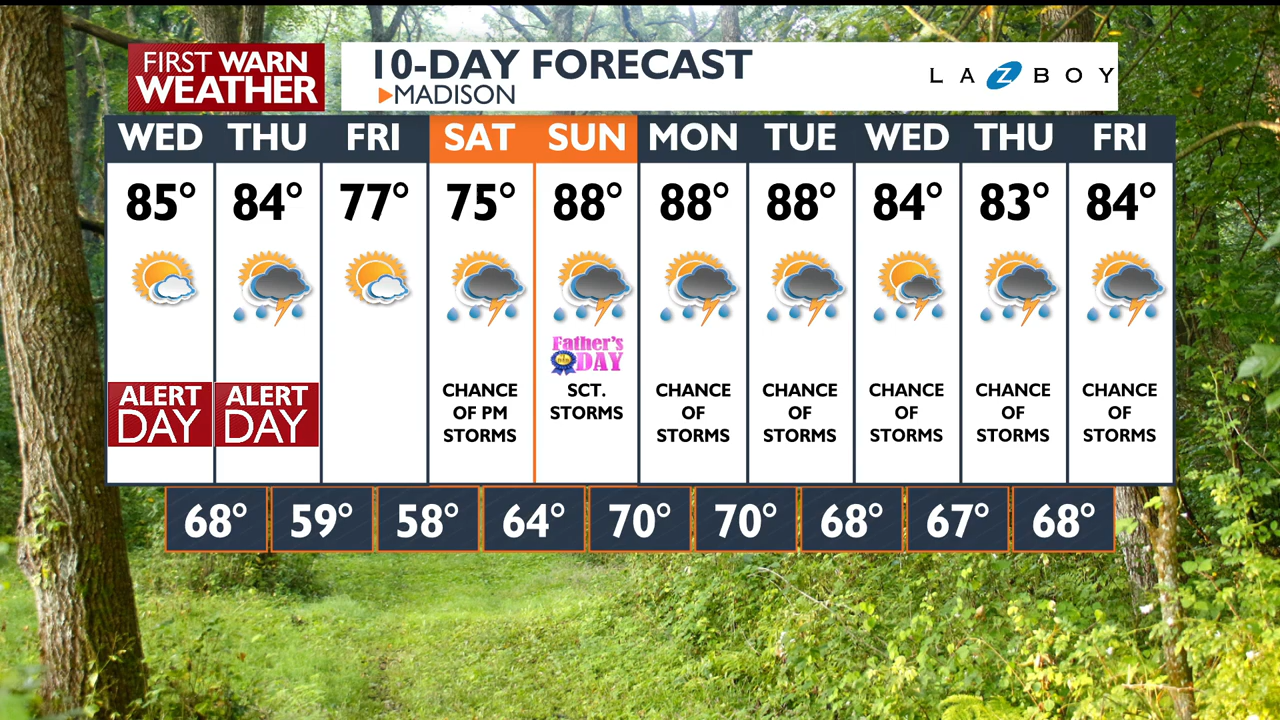 FIRST WARN
WEATHER
10-DAY FORECAST
MADISON
LA Z BOY
WED THU FRI SAT SUN MON TUE WED THU FRI
85° 84° 77° 75° 88° 88° 88° 84° 83° 84°
Father's
DAY
ALERT
DAY
ALERT
DAY
CHANCE
OF PM
STORMS
SCT.
STORMS
CHANCE
OF
STORMS
CHANCE
OF
STORMS
CHANCE
OF
STORMS
CHANCE
OF
STORMS
CHANCE
OF
STORMS
68° 59° 58° 64° 70° 70° 68° 67° 68°